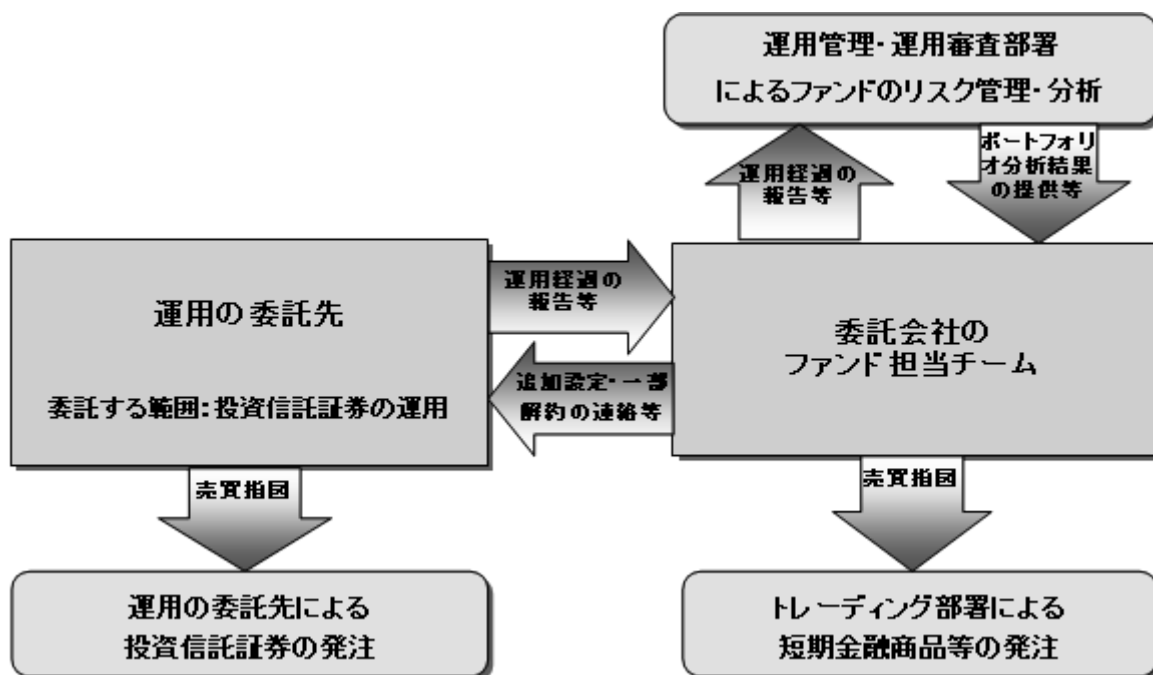 運用管理・運用審査部署
によるファンドのリスク管理・分析
運用経過の
報告等
ポートフォリ
オ分析結果
の提供等
運用の委託先
委託する範囲：投資信託証券の運用
運用経過の
報告等
追加設定・一部
解約の連絡等
委託会社の
ファンド担当チーム
売買指図
売買指図
運用の委託先による
投資信託証券の発注
トレーディング部署による
短期金融商品等の発注